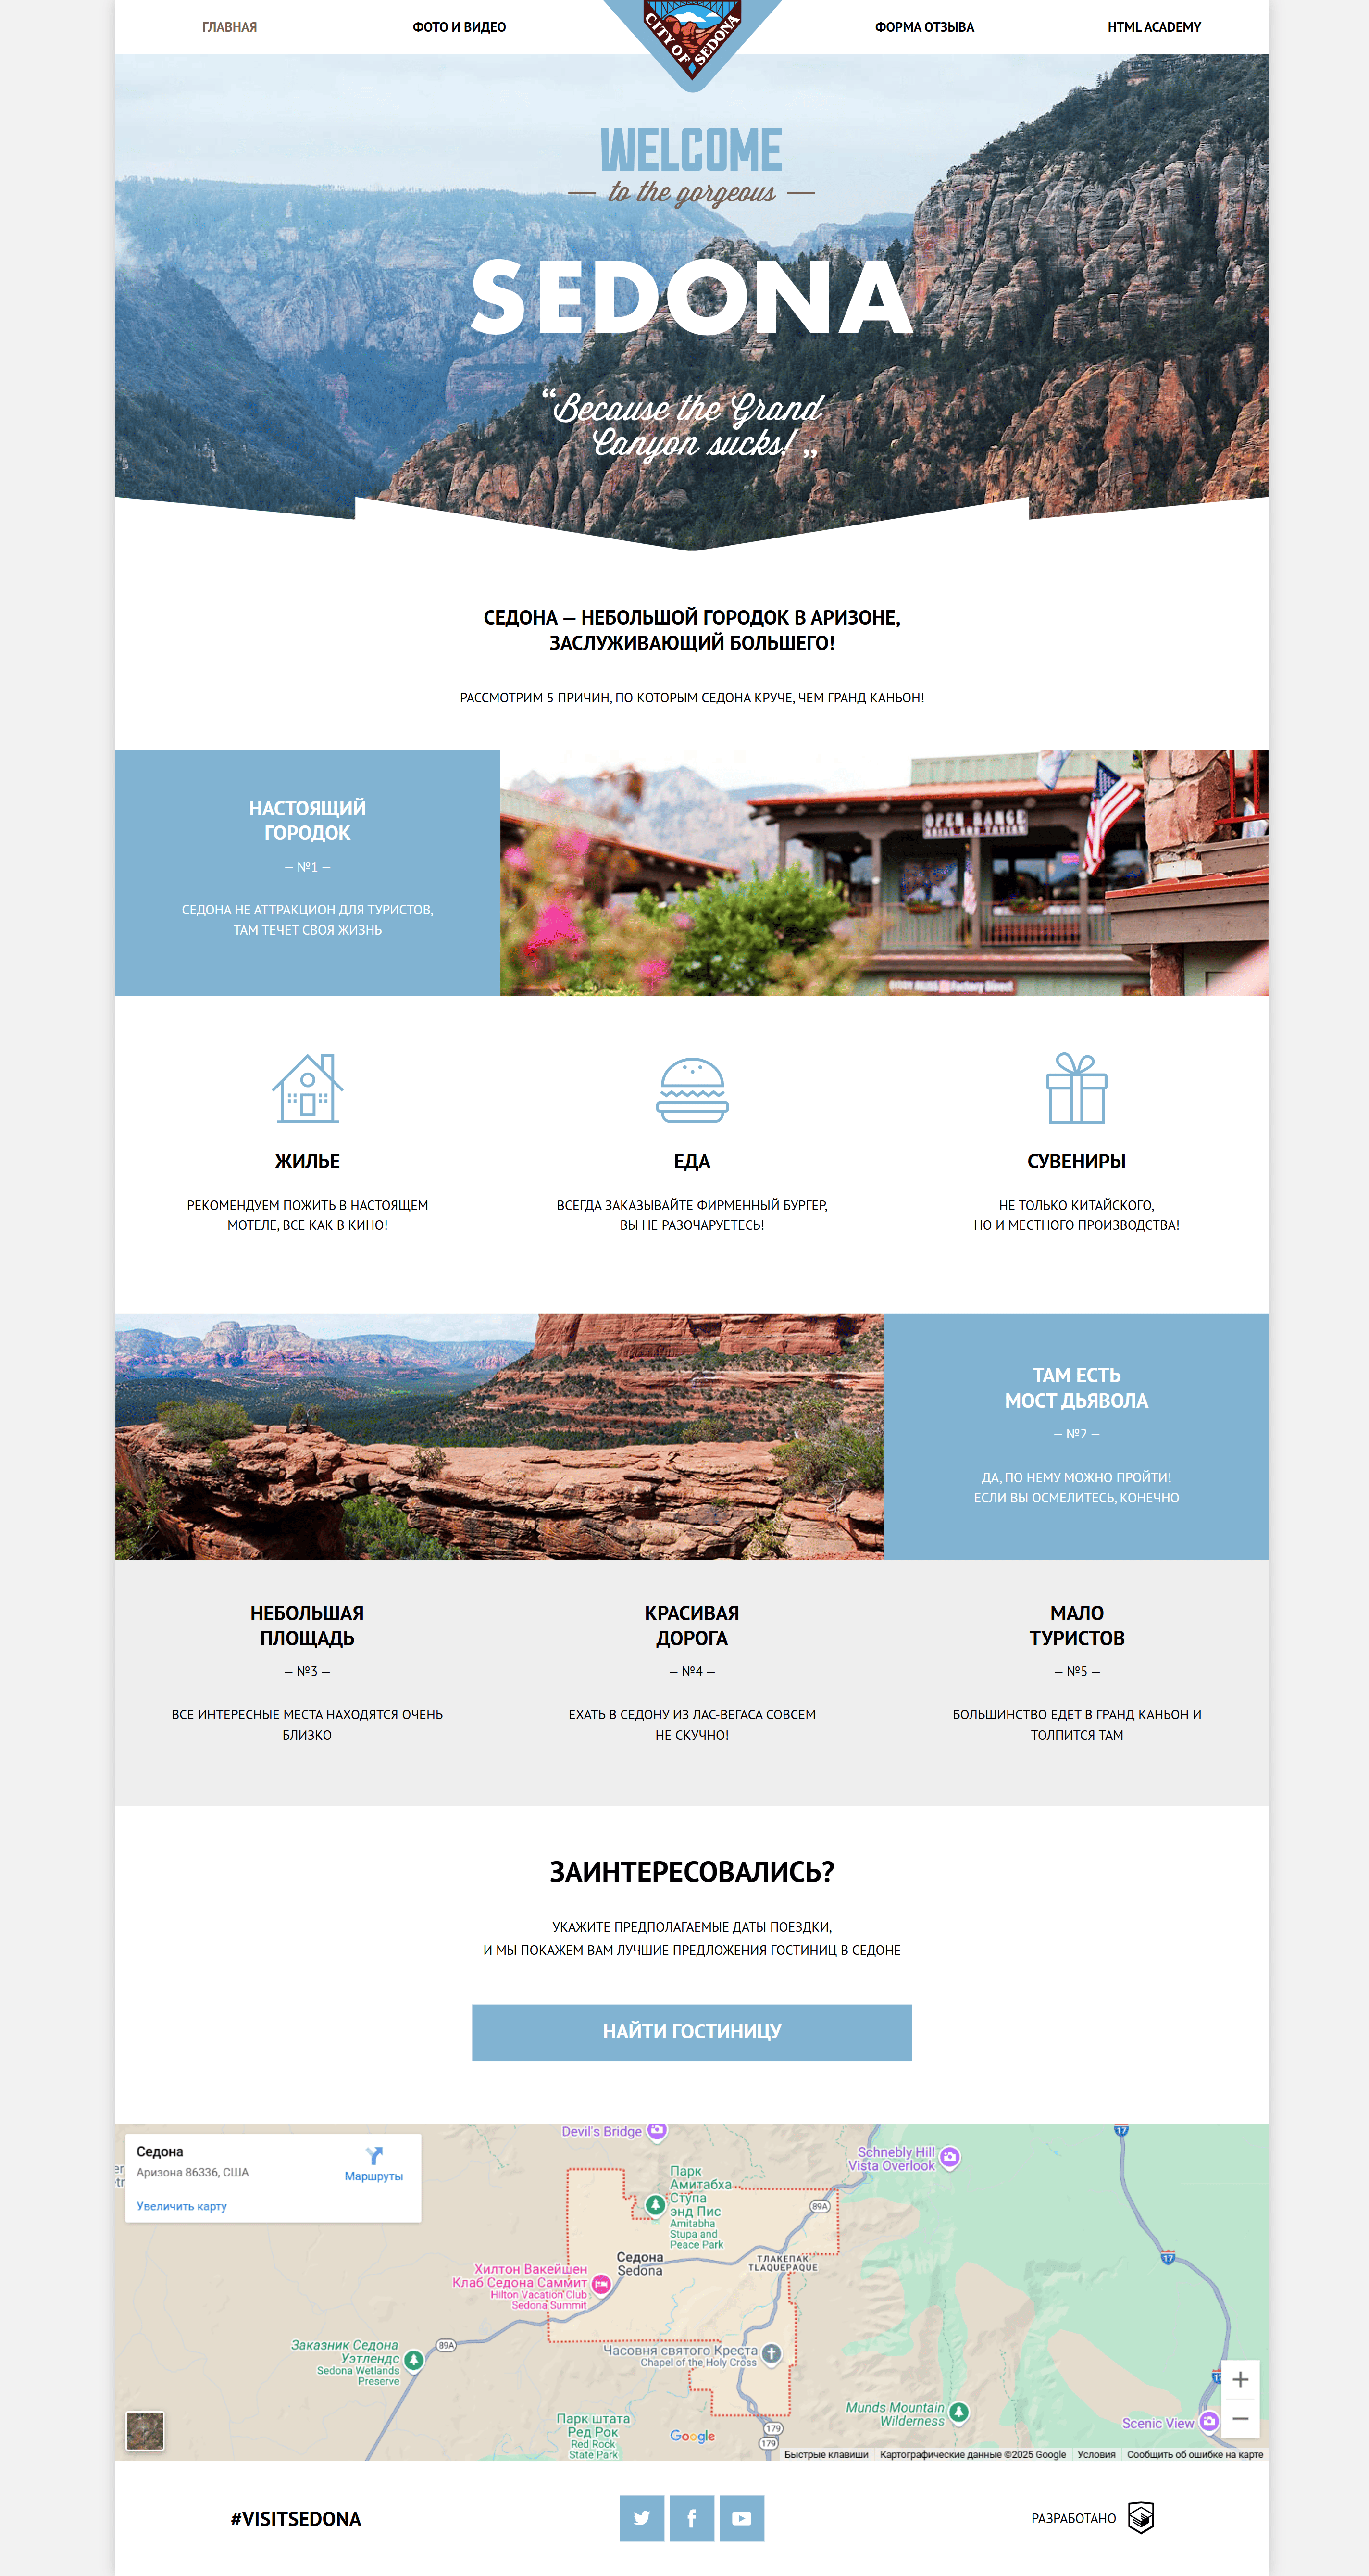 ГЛАВНАЯ
ФОТО И ВИДЕО
CITY OF SEDONA
ФОРМА ОТЗЫВА
HTML ACADEMY
WELCOME
— to the gorgeous —
SEDONA
“Because the Grand
Canyon sucks!„
СЕДОНА — НЕБОЛЬШОЙ ГОРОДОК В АРИЗОНЕ,
ЗАСЛУЖИВАЮЩИЙ БОЛЬШЕГО!
РАССМОТРИМ 5 ПРИЧИН, ПО КОТОРЫМ СЕДОНА КРУЧЕ, ЧЕМ ГРАНД КАНЬОН!
НАСТОЯЩИЙ
ГОРОДОК
— №1 —
СЕДОНА НЕ АТТРАКЦИОН ДЛЯ ТУРИСТОВ,
ТАМ ТЕЧЕТ СВОЯ ЖИЗНЬ
OPEN RANGE
GRILL AND TAVERN
ЖИЛЬЕ
РЕКОМЕНДУЕМ ПОЖИТЬ В НАСТОЯЩЕМ
МОТЕЛЕ, ВСЕ КАК В КИНО!
ЕДА
ВСЕГДА ЗАКАЗЫВАЙТЕ ФИРМЕННЫЙ БУРГЕР,
ВЫ НЕ РАЗОЧАРУЕТЕСЬ!
СУВЕНИРЫ
НЕ ТОЛЬКО КИТАЙСКОГО,
НО И МЕСТНОГО ПРОИЗВОДСТВА!
ТАМ ЕСТЬ
МОСТ ДЬЯВОЛА
— №2 —
ДА, ПО НЕМУ МОЖНО ПРОЙТИ!
ЕСЛИ ВЫ ОСМЕЛИТЕСЬ, КОНЕЧНО
НЕБОЛЬШАЯ
ПЛОЩАДЬ
— №3 —
ВСЕ ИНТЕРЕСНЫЕ МЕСТА НАХОДЯТСЯ ОЧЕНЬ
БЛИЗКО
КРАСИВАЯ
ДОРОГА
— №4 —
ЕХАТЬ В СЕДОНУ ИЗ ЛАС-ВЕГАСА СОВСЕМ
НЕ СКУЧНО!
МАЛО
ТУРИСТОВ
— №5 —
БОЛЬШИНСТВО ЕДЕТ В ГРАНД КАНЬОН И
ТОЛПИТСЯ ТАМ
ЗАИНТЕРЕСОВАЛИСЬ?
УКАЖИТЕ ПРЕДПОЛАГАЕМЫЕ ДАТЫ ПОЕЗДКИ,
И МЫ ПОКАЖЕМ ВАМ ЛУЧШИЕ ПРЕДЛОЖЕНИЯ ГОСТИНИЦ В СЕДОНЕ
НАЙТИ ГОСТИНИЦУ
Седона
Аризона 86336, США
Маршруты
Увеличить карту
Devil's Bridge
Schnebly Hill
Vista Overlook
17
Парк
Амитабха
Ступа
энд Пис
Amitabha
Stupa and
Peace Park
89A
Седона
Sedona
ТЛАКЕПАК
TLAQUEPAQUE
17
Хилтон Вакейшен
Клаб Седона Саммит
Hilton Vacation Club
Sedona Summit
Заказник Седона
Уэтлендс
Sedona Wetlands
Preserve
89A
Часовня святого Креста
Chapel of the Holy Cross
17
Munds Mountain
Wilderness
Scenic View
Парк штата
Ред Рок
Red Rock
State Park
179
179
Google
Быстрые клавиши
Картографические данные ©2025 Google
Условия
Сообщить об ошибке на карте
#VISITSEDONA
РАЗРАБОТАНО